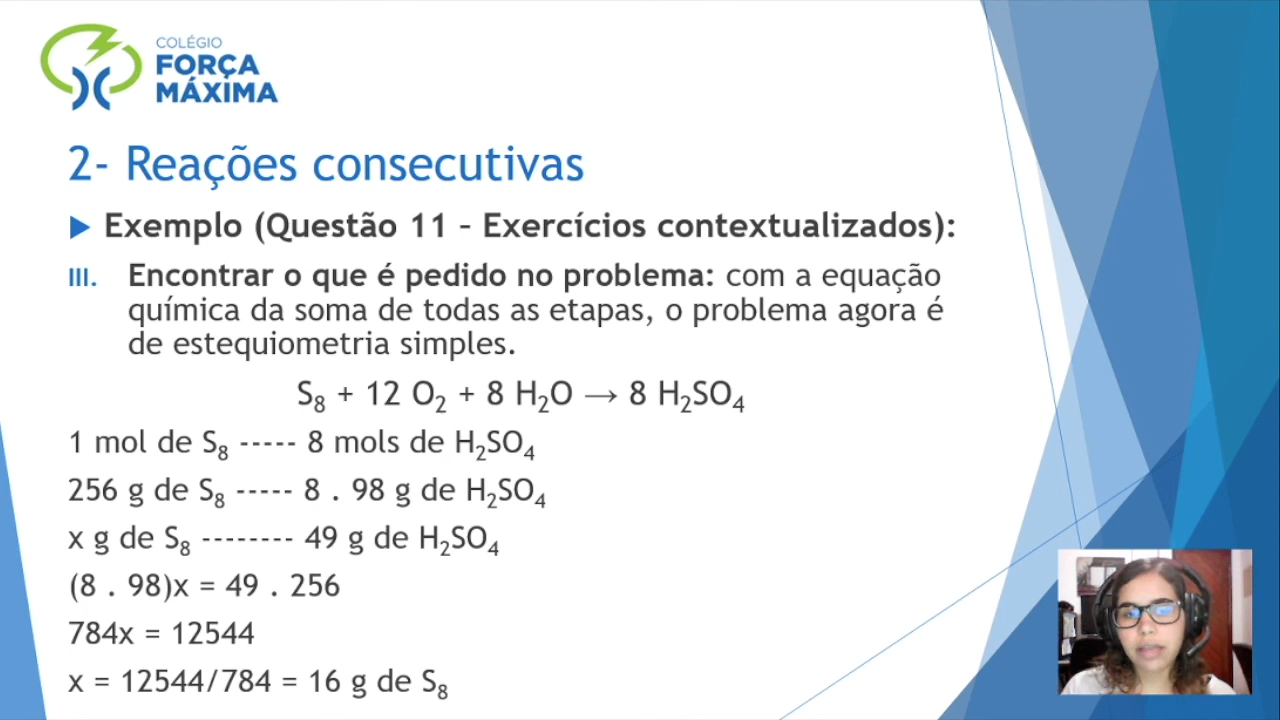 COLÉGIO
FORÇA
MÁXIMA
2- Reações consecutivas
Exemplo (Questão 11 – Exercícios contextualizados):
III. Encontrar o que é pedido no problema: com a equação
química da soma de todas as etapas, o problema agora é
de estequiometria simples.
S₈ + 12 O₂ + 8 H₂O → 8 H₂SO₄
1 mol de S₈ ----- 8 mols de H₂SO₄
256 g de S₈ ----- 8 . 98 g de H₂SO₄
x g de S₈ -------- 49 g de H₂SO₄
(8 . 98)x = 49 . 256
784x = 12544
x = 12544/784 = 16 g de S₈